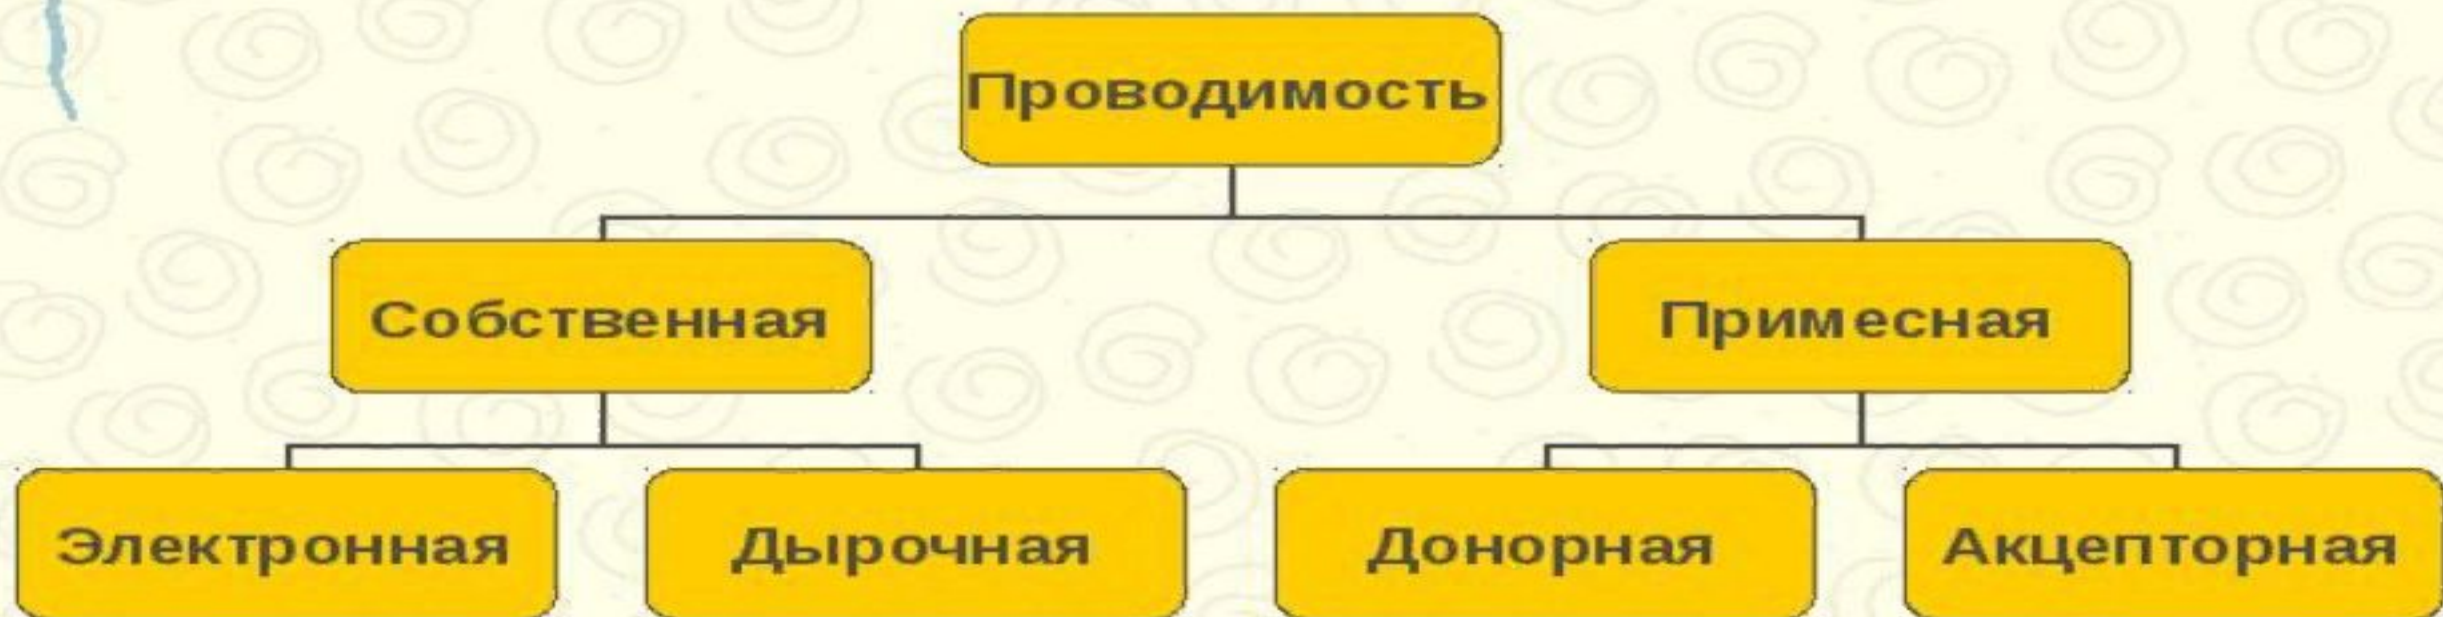 Проводимость
Собственная
Примесная
Электронная
Дырочная
Донорная
Акцепторная